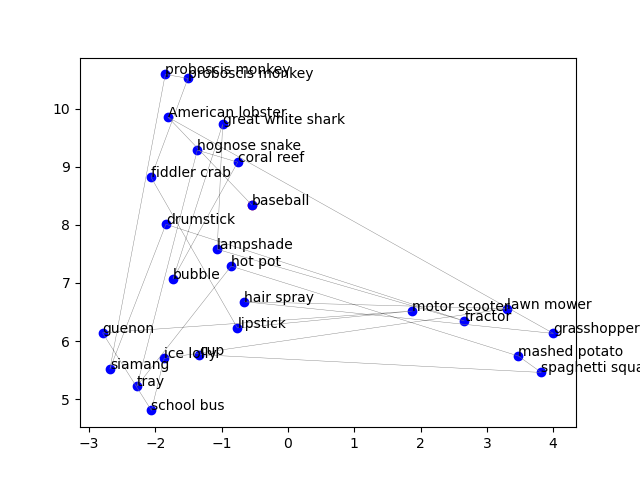 proboscis monkey
proboscis monkey
American lobster
great white shark
hognose snake
coral reef
fiddler crab
baseball
drumstick
lampshade
hot pot
bubble
hair spray
motor scooter
lawn mower
tractor
lipstick
guenon
grasshopper
ice lolly
cup
mashed potato
siamang
spaghetti squa
tray
school bus
10
9
8
7
6
5
−3
−2
−1
0
1
2
3
4